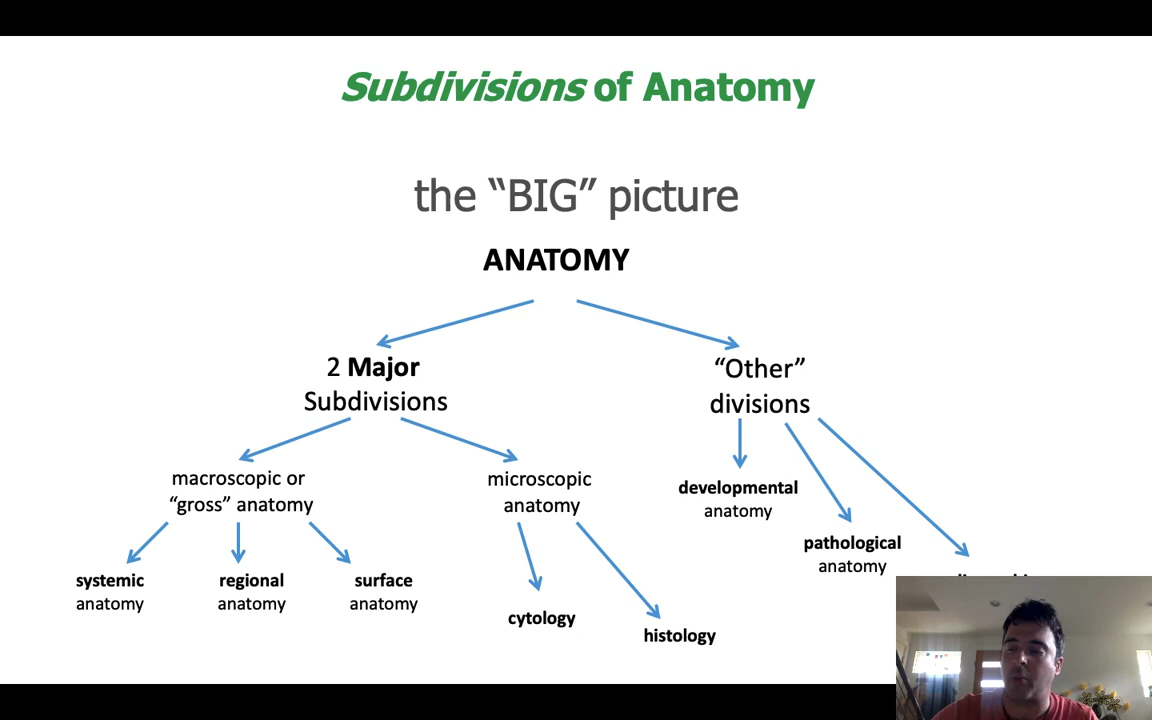 Subdivisions of Anatomy
the “BIG” picture
ANATOMY
2 Major
Subdivisions
“Other”
divisions
macroscopic or
“gross” anatomy
microscopic
anatomy
developmental
anatomy
pathological
anatomy
systemic
anatomy
regional
anatomy
surface
anatomy
cytology
histology